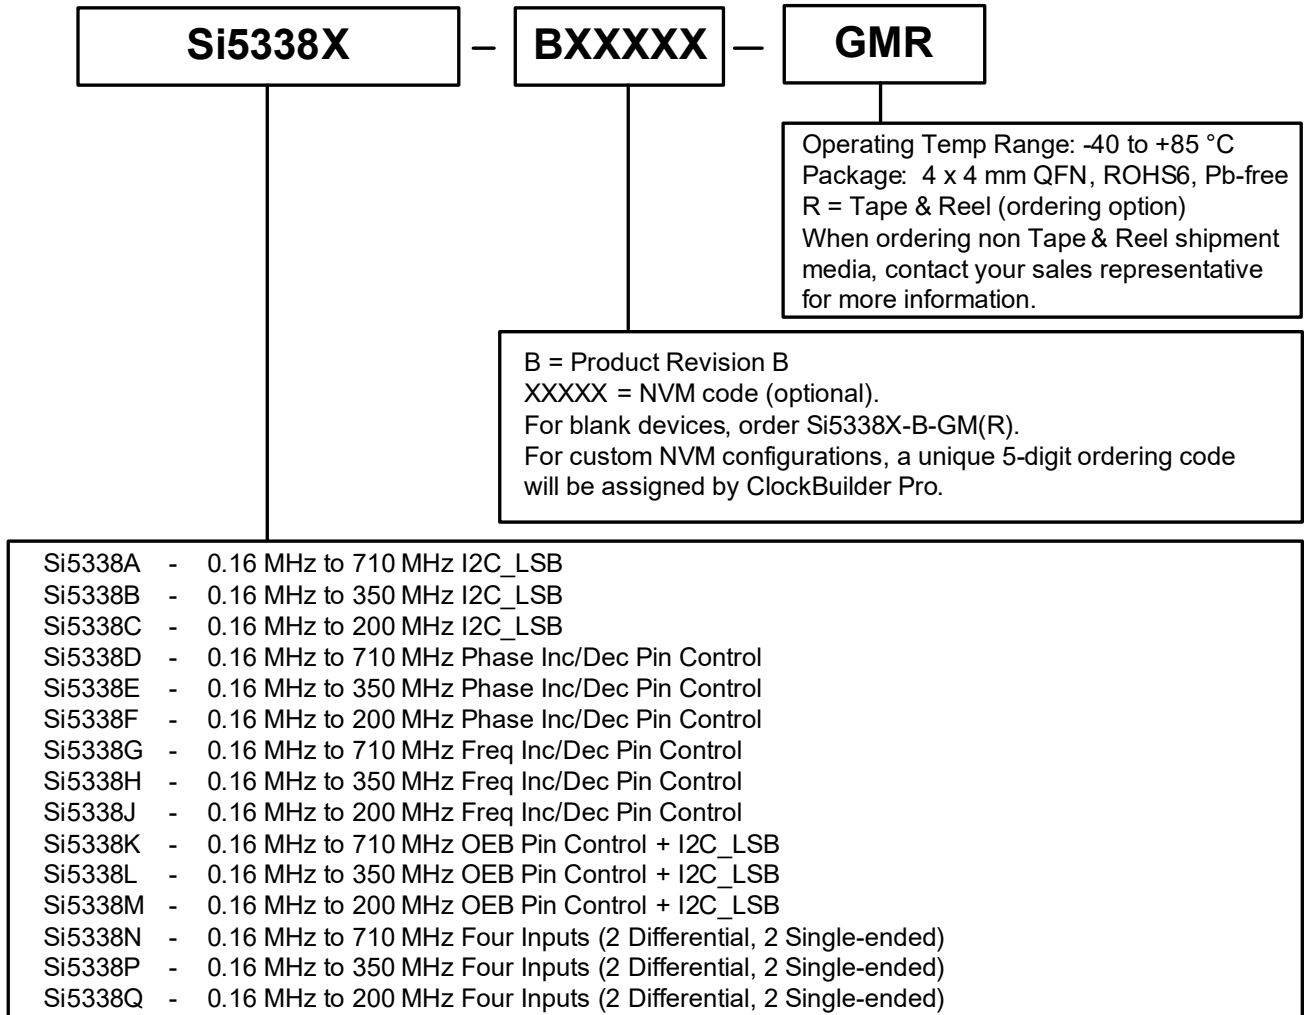 Si5338X – BXXXXX – GMR
Operating Temp Range: -40 to +85 °C
Package: 4 x 4 mm QFN, ROHS6, Pb-free
R = Tape & Reel (ordering option)
When ordering non Tape & Reel shipment
media, contact your sales representative
for more information.
B = Product Revision B
XXXXX = NVM code (optional).
For blank devices, order Si5338X-B-GM(R).
For custom NVM configurations, a unique 5-digit ordering code
will be assigned by ClockBuilder Pro.
Si5338A - 0.16 MHz to 710 MHz I2C_LSB
Si5338B - 0.16 MHz to 350 MHz I2C_LSB
Si5338C - 0.16 MHz to 200 MHz I2C_LSB
Si5338D - 0.16 MHz to 710 MHz Phase Inc/Dec Pin Control
Si5338E - 0.16 MHz to 350 MHz Phase Inc/Dec Pin Control
Si5338F - 0.16 MHz to 200 MHz Phase Inc/Dec Pin Control
Si5338G - 0.16 MHz to 710 MHz Freq Inc/Dec Pin Control
Si5338H - 0.16 MHz to 350 MHz Freq Inc/Dec Pin Control
Si5338J - 0.16 MHz to 200 MHz Freq Inc/Dec Pin Control
Si5338K - 0.16 MHz to 710 MHz OEB Pin Control + I2C_LSB
Si5338L - 0.16 MHz to 350 MHz OEB Pin Control + I2C_LSB
Si5338M - 0.16 MHz to 200 MHz OEB Pin Control + I2C_LSB
Si5338N - 0.16 MHz to 710 MHz Four Inputs (2 Differential, 2 Single-ended)
Si5338P - 0.16 MHz to 350 MHz Four Inputs (2 Differential, 2 Single-ended)
Si5338Q - 0.16 MHz to 200 MHz Four Inputs (2 Differential, 2 Single-ended)